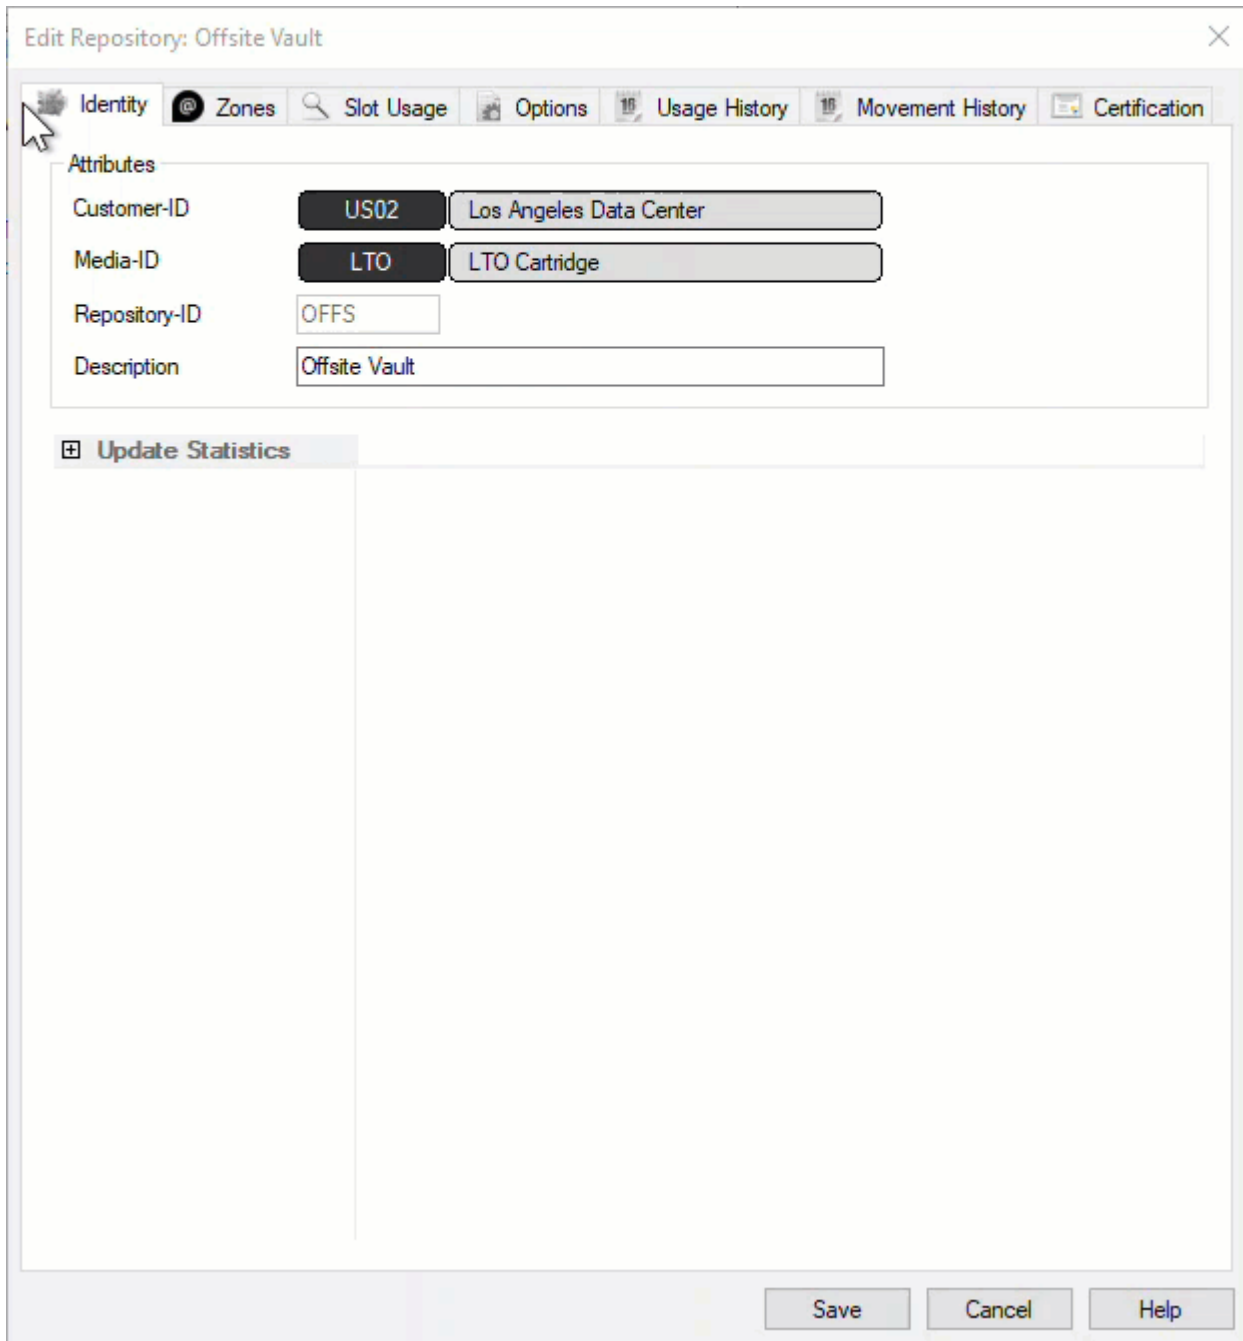 Edit Repository: Offsite Vault
Identity Zones Slot Usage Options Usage History Movement History Certification
Attributes
Customer-ID US02 Los Angeles Data Center
Media-ID LTO LTO Cartridge
Repository-ID OFFS
Description Offsite Vault
Update Statistics
Save Cancel Help